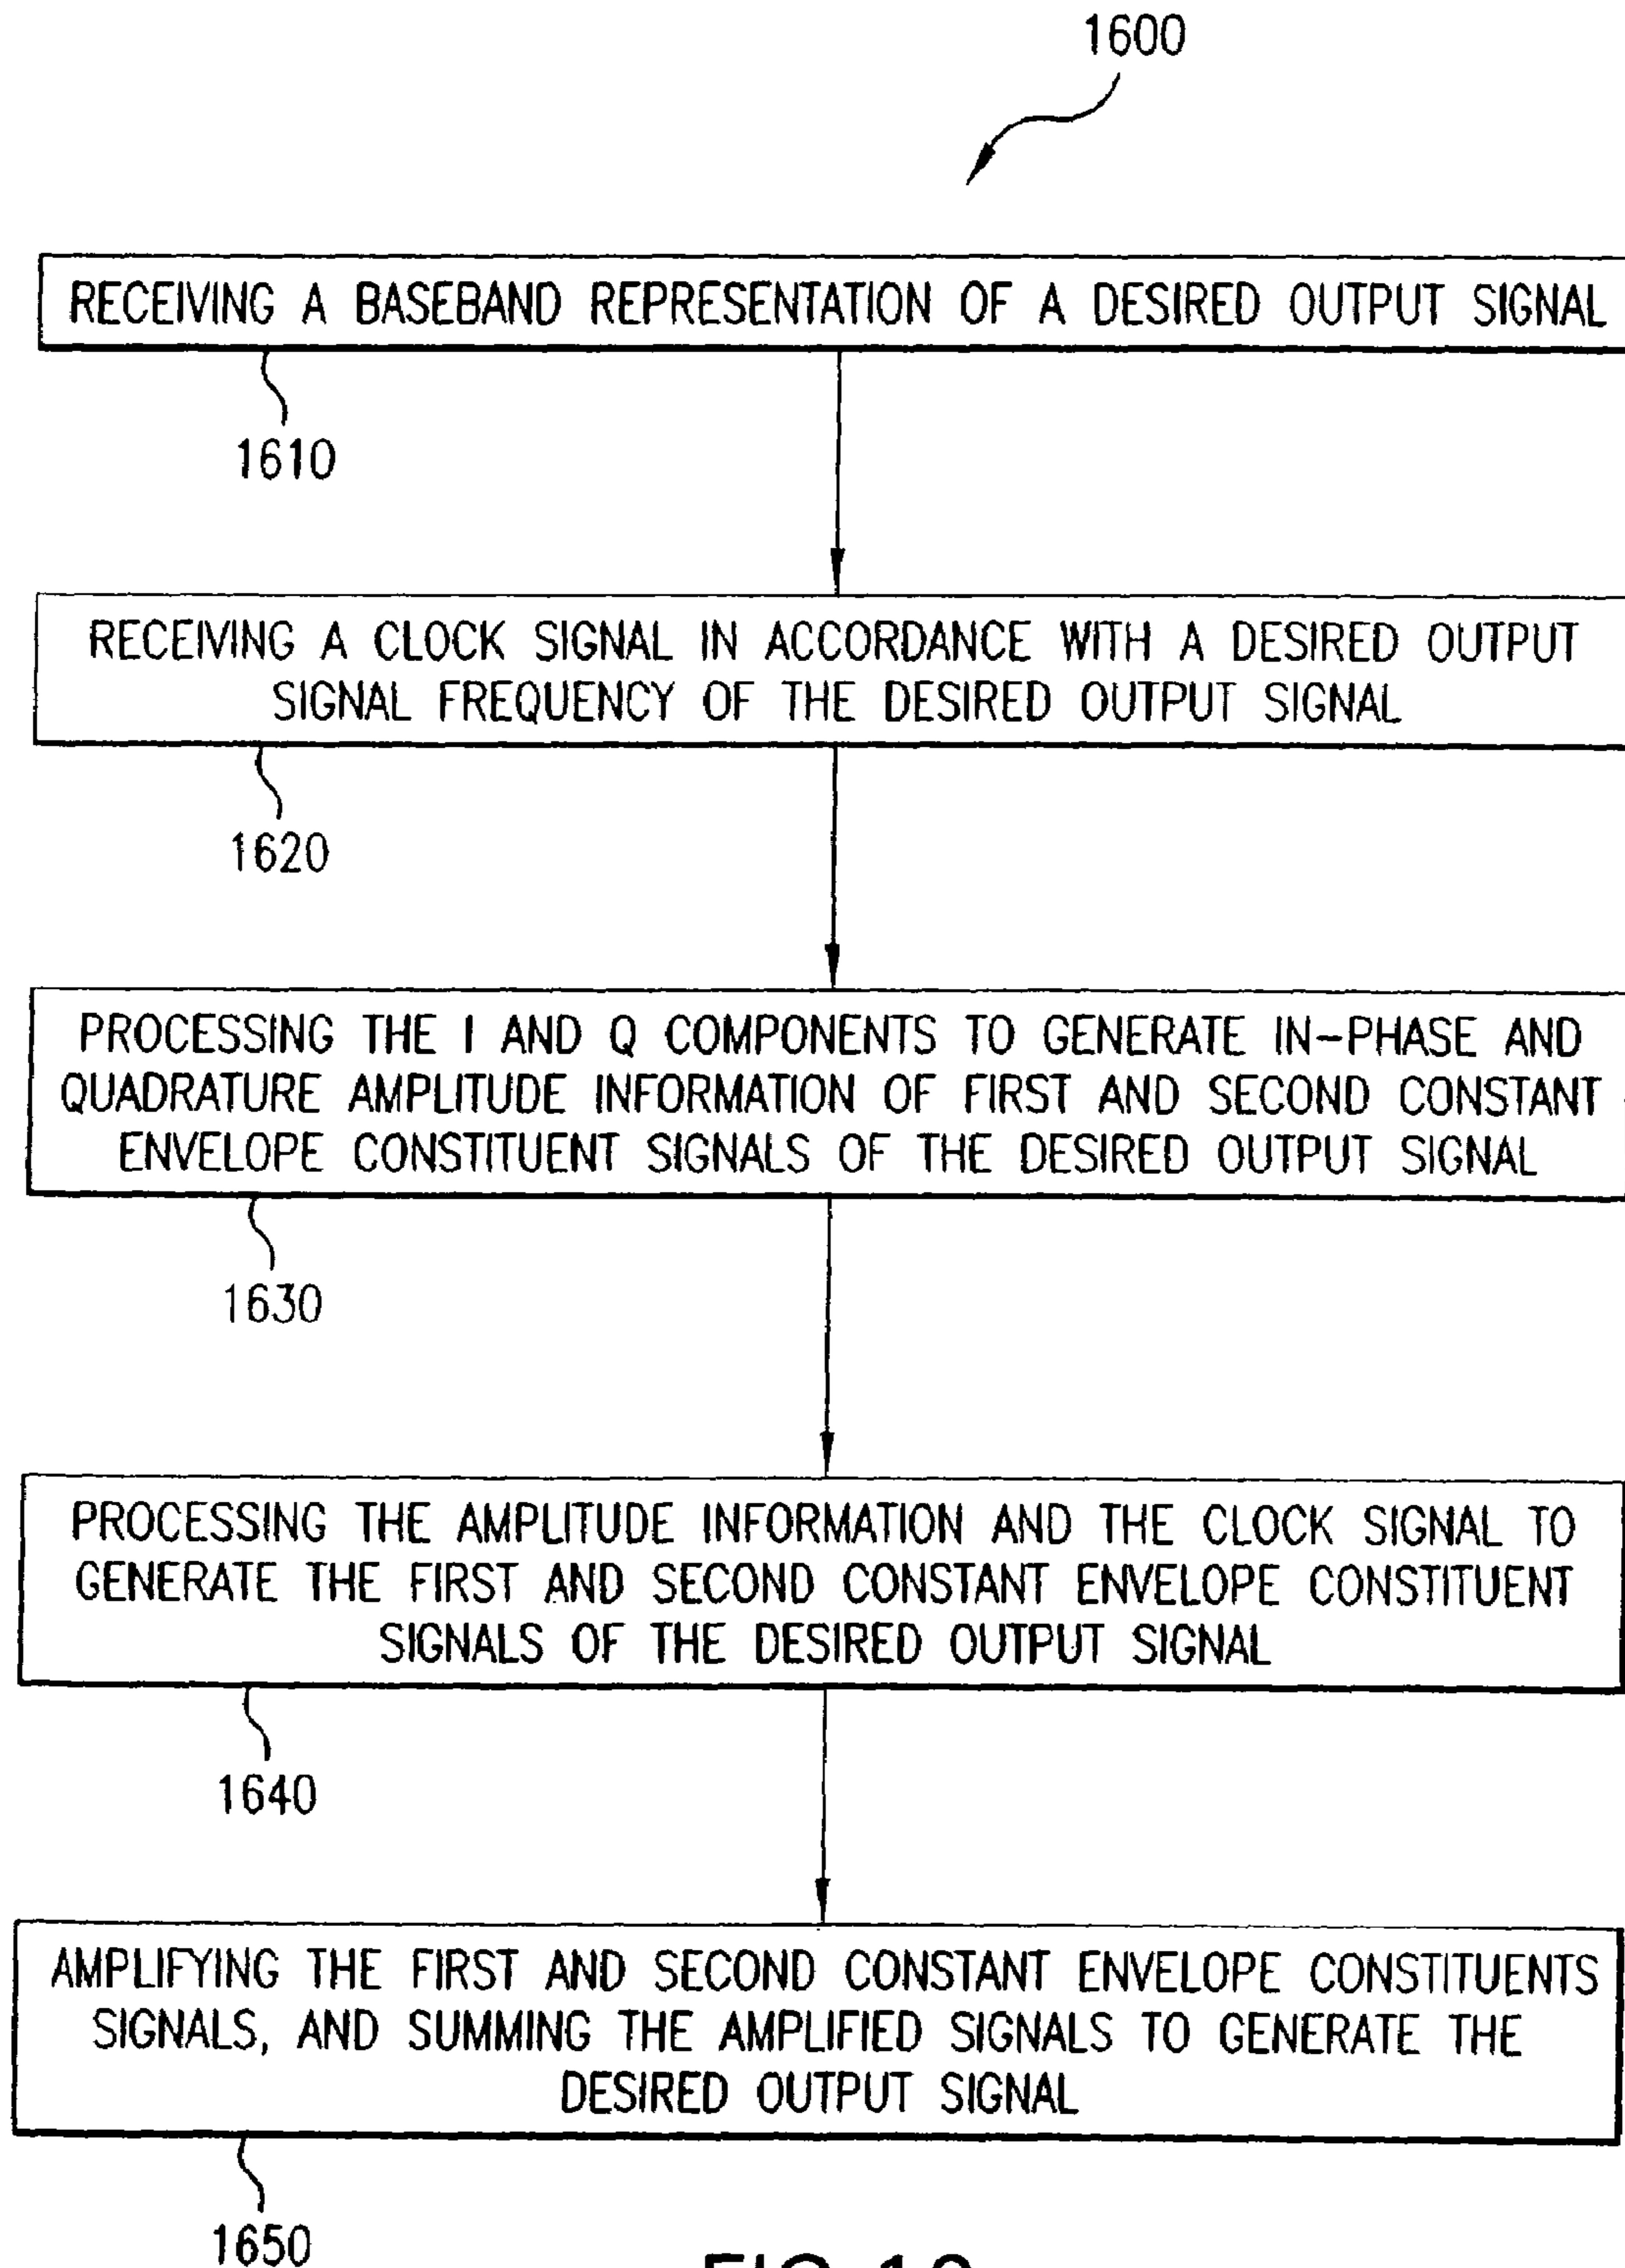 1600
RECEIVING A BASEBAND REPRESENTATION OF A DESIRED OUTPUT SIGNAL
1610
RECEIVING A CLOCK SIGNAL IN ACCORDANCE WITH A DESIRED OUTPUT
SIGNAL FREQUENCY OF THE DESIRED OUTPUT SIGNAL
1620
PROCESSING THE I AND Q COMPONENTS TO GENERATE IN-PHASE AND
QUADRATURE AMPLITUDE INFORMATION OF FIRST AND SECOND CONSTANT
ENVELOPE CONSTITUENT SIGNALS OF THE DESIRED OUTPUT SIGNAL
1630
PROCESSING THE AMPLITUDE INFORMATION AND THE CLOCK SIGNAL TO
GENERATE THE FIRST AND SECOND CONSTANT ENVELOPE CONSTITUENT
SIGNALS OF THE DESIRED OUTPUT SIGNAL
1640
AMPLIFYING THE FIRST AND SECOND CONSTANT ENVELOPE CONSTITUENTS
SIGNALS, AND SUMMING THE AMPLIFIED SIGNALS TO GENERATE THE
DESIRED OUTPUT SIGNAL
1650